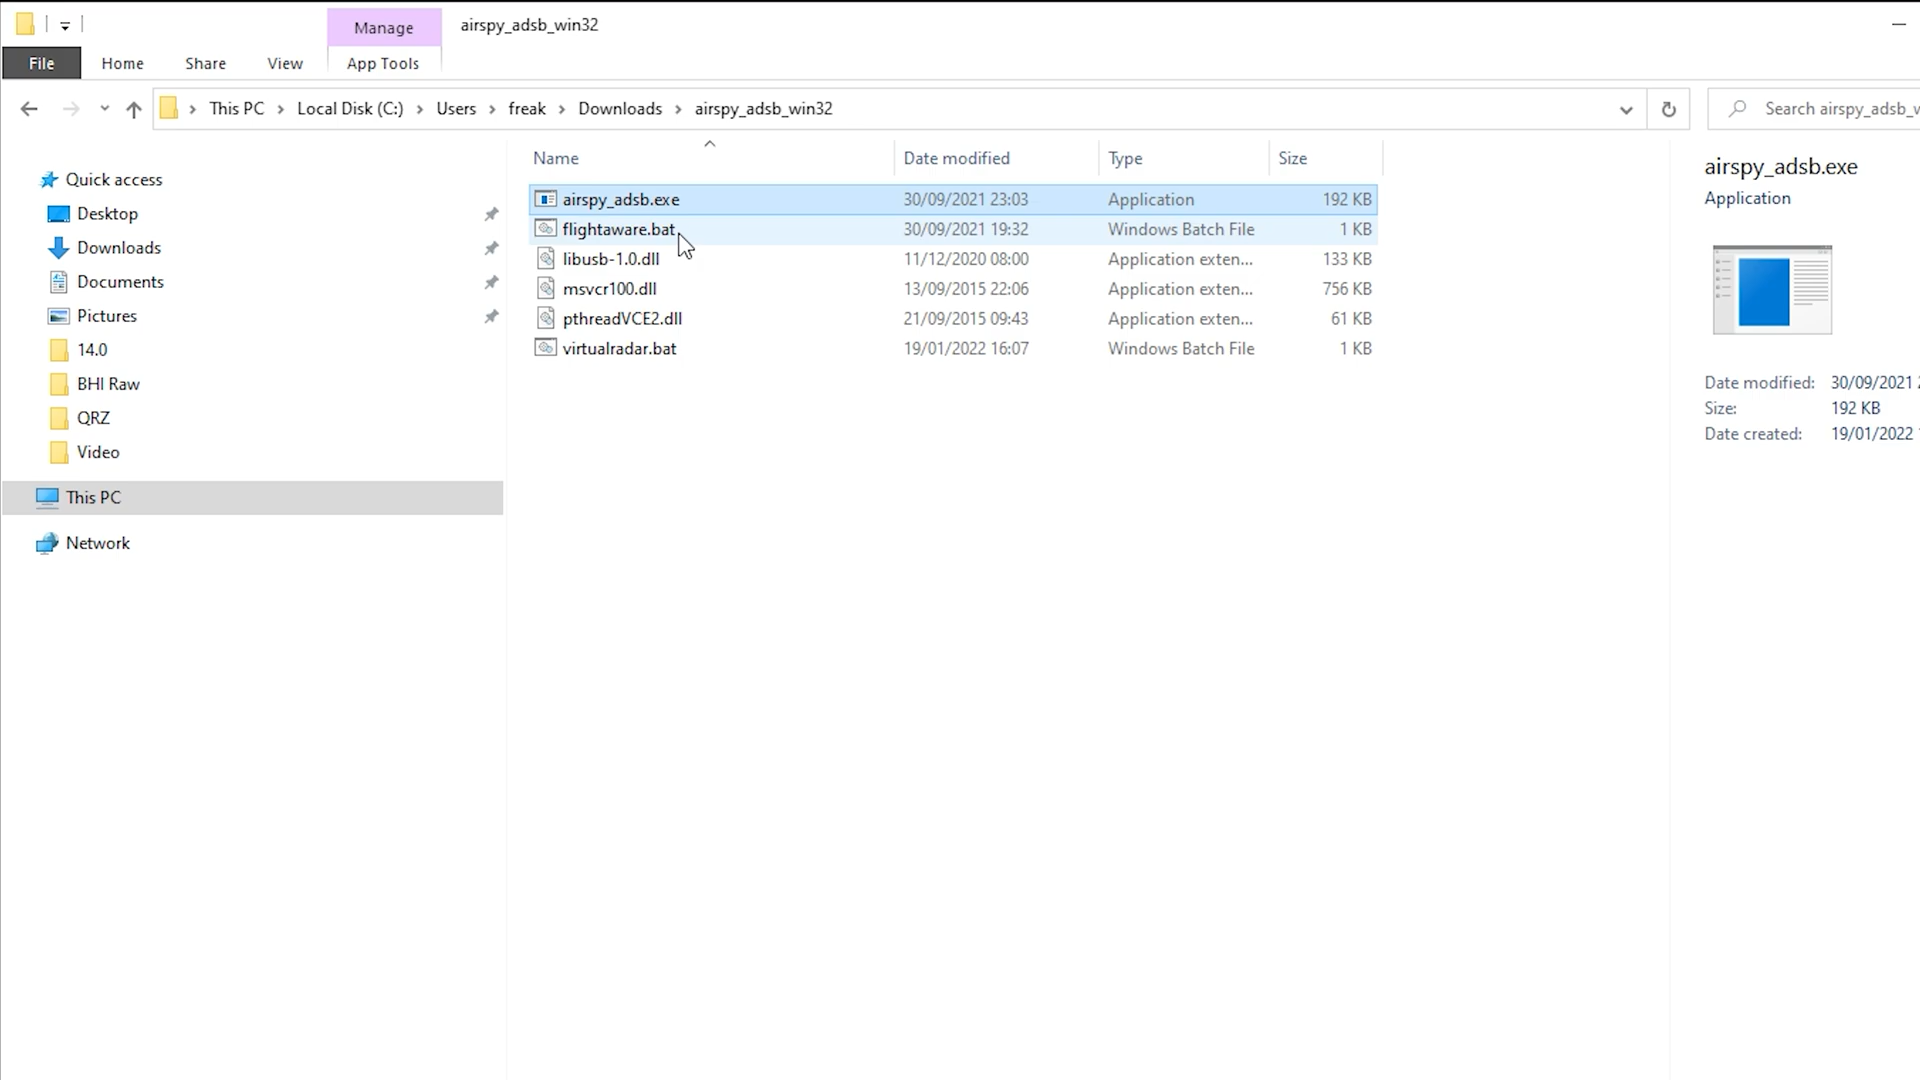 Manage
airspy_adsb_win32
File Home Share View App Tools
This PC Local Disk (C:) Users freak Downloads airspy_adsb_win32
Search airspy_adsb_w
Name Date modified Type Size
airspy_adsb.exe 30/09/2021 23:03 Application 192 KB
flightaware.bat 30/09/2021 19:32 Windows Batch File 1 KB
libusb-1.0.dll 11/12/2020 08:00 Application exten... 133 KB
msvcr100.dll 13/09/2015 22:06 Application exten... 756 KB
pthreadVCE2.dll 21/09/2015 09:43 Application exten... 61 KB
virtualradar.bat 19/01/2022 16:07 Windows Batch File 1 KB
Quick access
Desktop
Downloads
Documents
Pictures
14.0
BHI Raw
QRZ
Video
This PC
Network
airspy_adsb.exe
Application
Date modified: 30/09/2021
Size: 192 KB
Date created: 19/01/2022